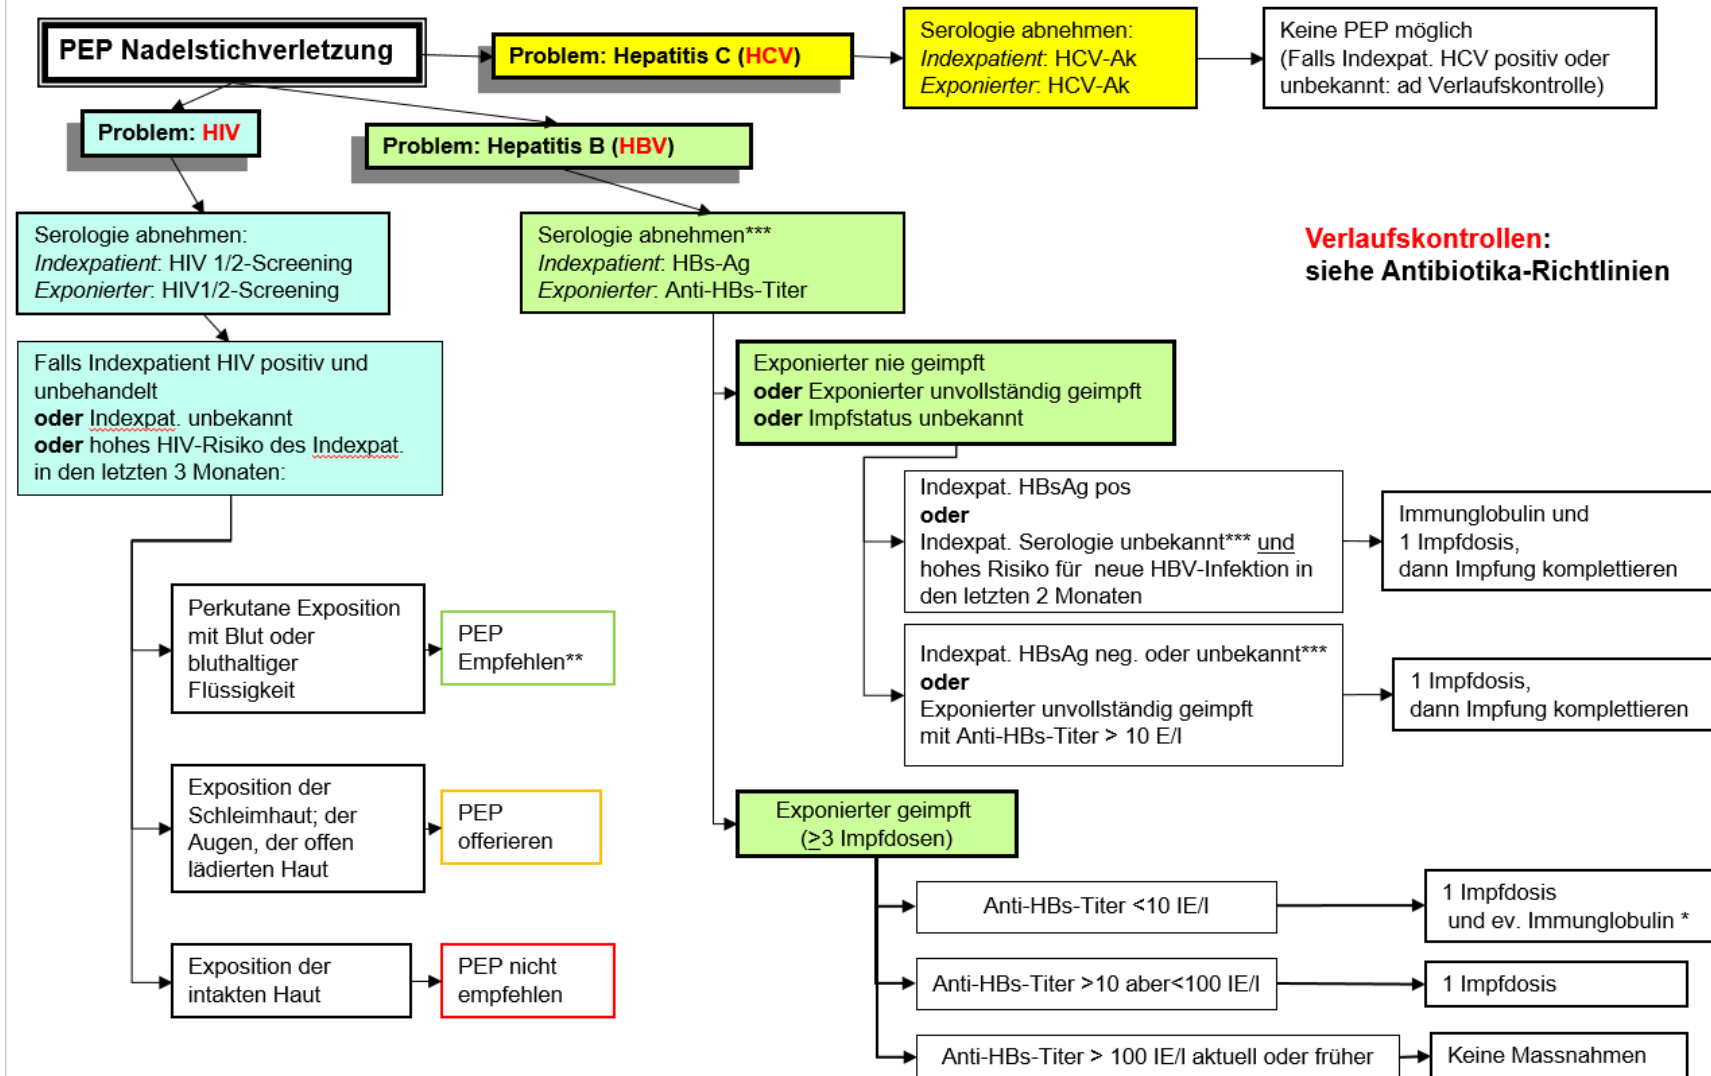 PEP Nadelstichverletzung
Problem: Hepatitis C (HCV)
Serologie abnehmen:
Indexpatient: HCV-Ak
Exponierter: HCV-Ak
Keine PEP möglich
(Falls Indexpat. HCV positiv oder
unbekannt: ad Verlaufskontrolle)
Problem: HIV
Problem: Hepatitis B (HBV)
Serologie abnehmen:
Indexpatient: HIV 1/2-Screening
Exponierter: HIV1/2-Screening
Serologie abnehmen***
Indexpatient: HBs-Ag
Exponierter: Anti-HBs-Titer
Verlaufskontrollen:
siehe Antibiotika-Richtlinien
Falls Indexpatient HIV positiv und
unbehandelt
oder Indexpat. unbekannt
oder hohes HIV-Risiko des Indexpat.
in den letzten 3 Monaten:
Exponierter nie geimpft
oder Exponierter unvollständig geimpft
oder Impfstatus unbekannt
Indexpat. HBsAg pos
oder
Indexpat. Serologie unbekannt*** und
hohes Risiko für neue HBV-Infektion in
den letzten 2 Monaten
Immunglobulin und
1 Impfdosis,
dann Impfung komplettieren
Perkutane Exposition
mit Blut oder
bluthaltiger
Flüssigkeit
PEP
Empfehlen**
Indexpat. HBsAg neg. oder unbekannt***
oder
Exponierter unvollständig geimpft
mit Anti-HBs-Titer > 10 E/l
1 Impfdosis,
dann Impfung komplettieren
Exposition der
Schleimhaut; der
Augen, der offen
lädierten Haut
PEP
offerieren
Exponierter geimpft
(≥3 Impfdosen)
Anti-HBs-Titer <10 IE/l
1 Impfdosis
und ev. Immunglobulin *
Exposition der
intakten Haut
PEP nicht
empfehlen
Anti-HBs-Titer >10 aber<100 IE/l
1 Impfdosis
Anti-HBs-Titer > 100 IE/l aktuell oder früher
Keine Massnahmen